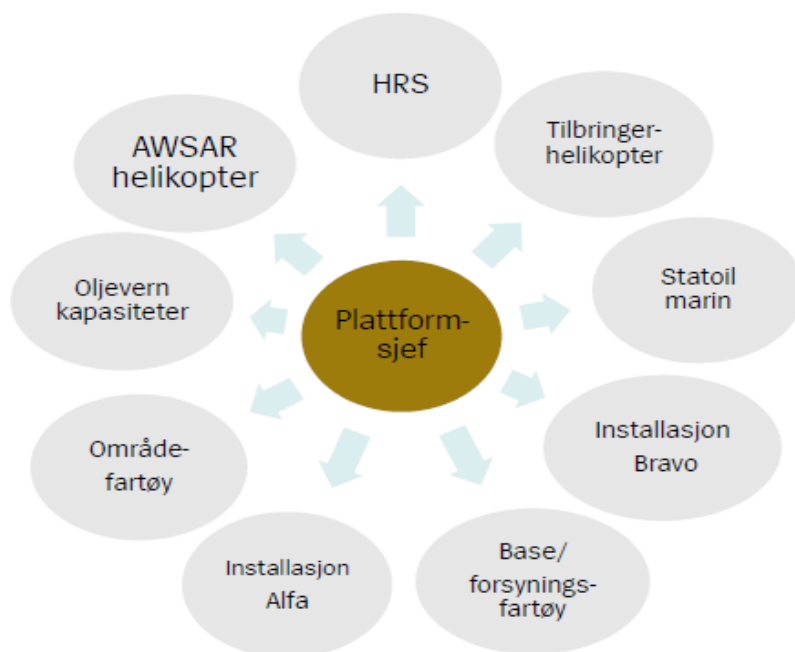 HRS
Tilbringer-
helikopter
AWSAR
helikopter
Statoil
marin
Oljevern
kapasiteter
Plattform-
sjef
Installasjon
Bravo
Område-
fartøy
Base/
forsynings-
fartøy
Installasjon
Alfa